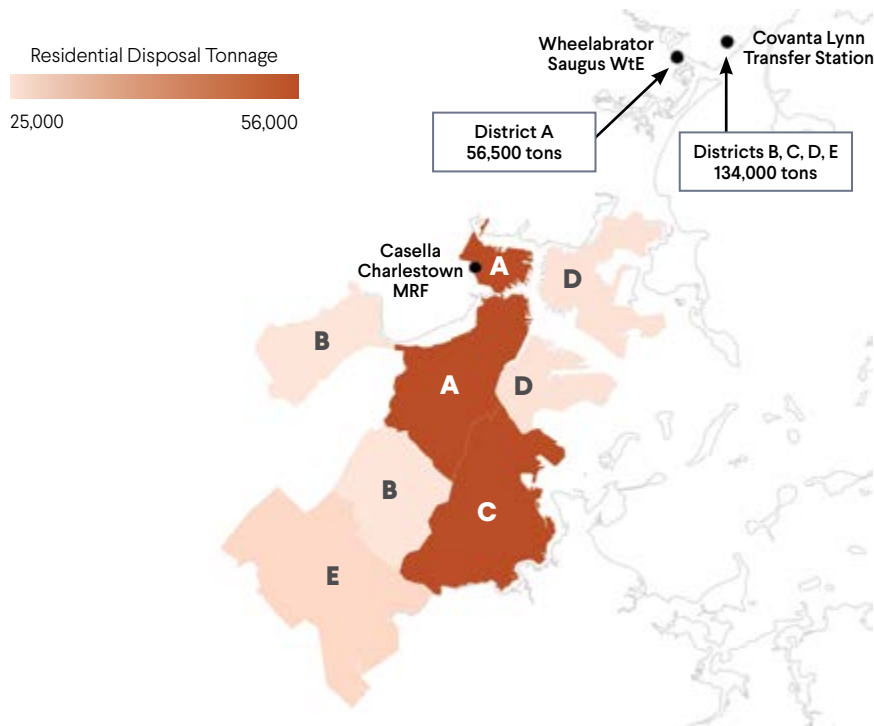 Residential Disposal Tonnage
25,000
56,000
Wheelabrator
Saugus WtE
Covanta Lynn
Transfer Station
District A
56,500 tons
Districts B, C, D, E
134,000 tons
Casella
Charlestown
MRF
A
D
B
A
D
B
C
E